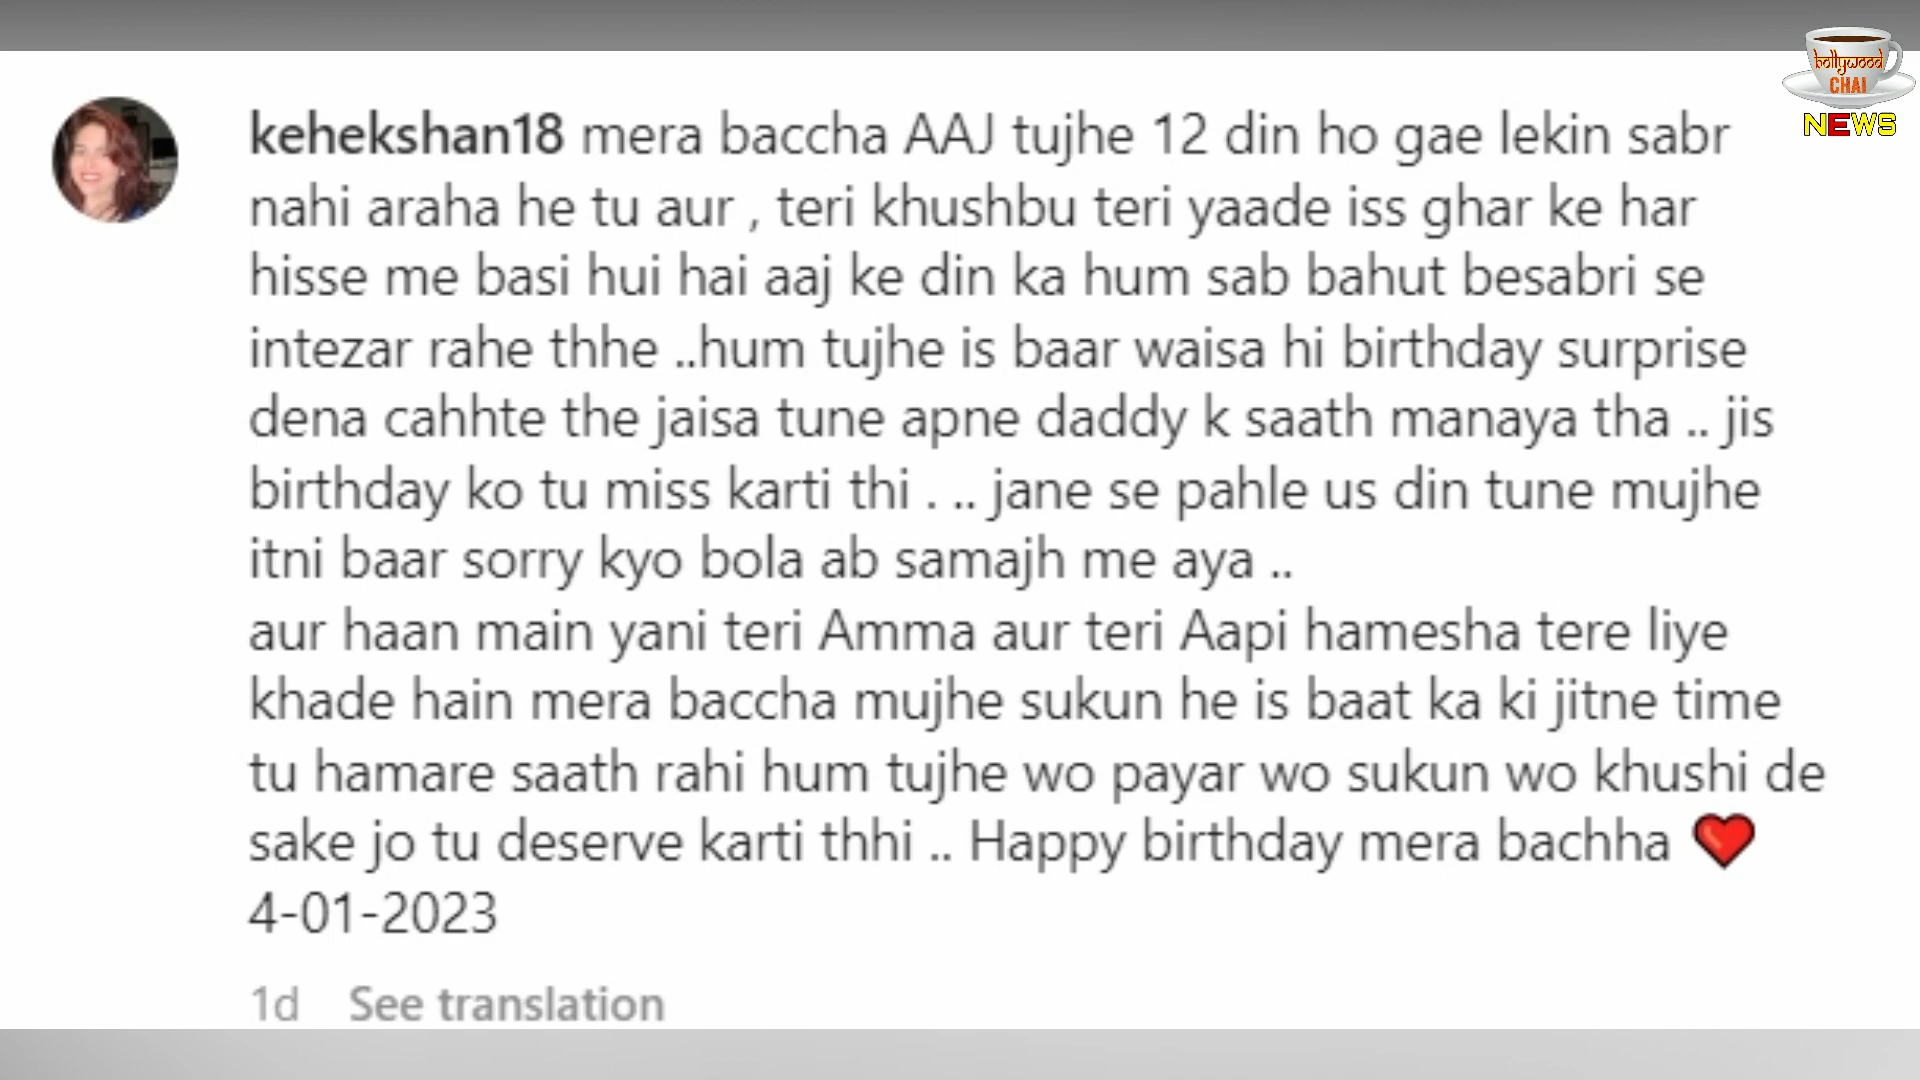 bollywood
CHAI
NEWS
kehekshan18 mera baccha AAJ tujhe 12 din ho gae lekin sabr
nahi araha he tu aur , teri khushbu teri yaade iss ghar ke har
hisse me basi hui hai aaj ke din ka hum sab bahut besabri se
intezar rahe thhe ..hum tujhe is baar waisa hi birthday surprise
dena cahhte the jaisa tune apne daddy k saath manaya tha .. jis
birthday ko tu miss karti thi . .. jane se pahle us din tune mujhe
itni baar sorry kyo bola ab samajh me aya ..
aur haan main yani teri Amma aur teri Aapi hamesha tere liye
khade hain mera baccha mujhe sukun he is baat ka ki jitne time
tu hamare saath rahi hum tujhe wo payar wo sukun wo khushi de
sake jo tu deserve karti thhi .. Happy birthday mera bachha ❤️
4-01-2023
1d See translation